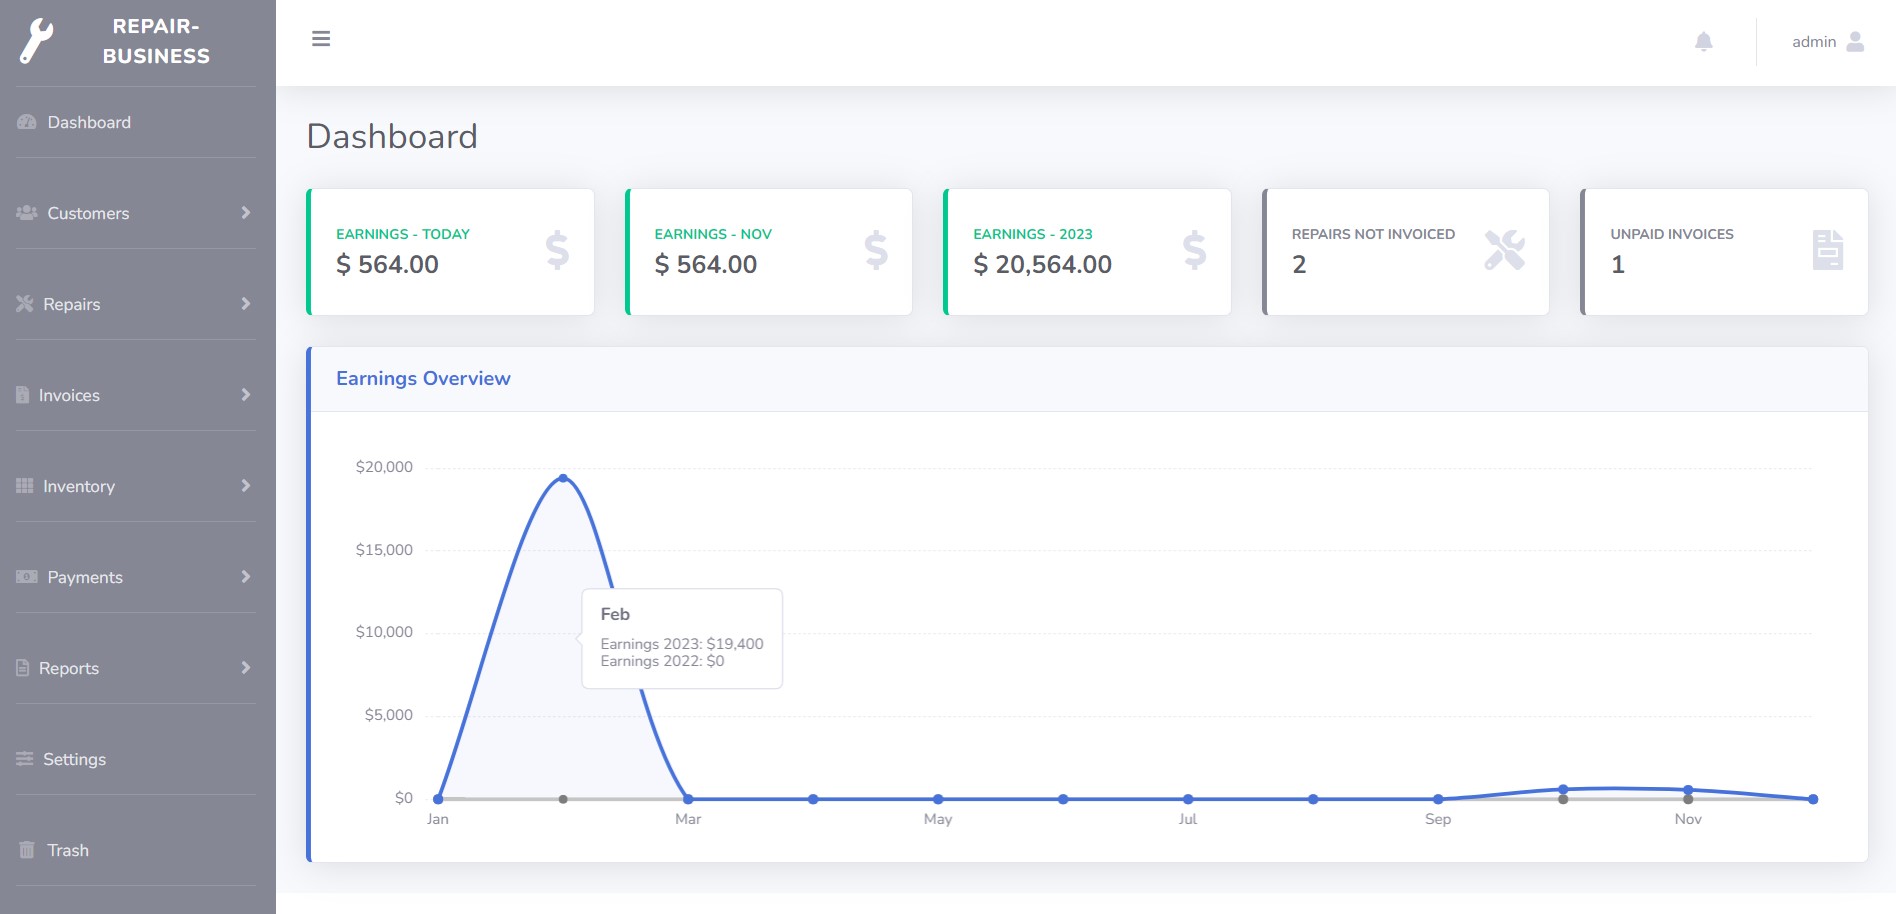 REPAIR-
BUSINESS
admin
Dashboard
Customers
Repairs
Invoices
Inventory
Payments
Reports
Settings
Trash
Dashboard
EARNINGS - TODAY
$ 564.00
EARNINGS - NOV
$ 564.00
EARNINGS - 2023
$ 20,564.00
REPAIRS NOT INVOICED
2
UNPAID INVOICES
1
Earnings Overview
$20,000
$15,000
$10,000
$5,000
$0
Feb
Earnings 2023: $19,400
Earnings 2022: $0
Jan Mar May Jul Sep Nov